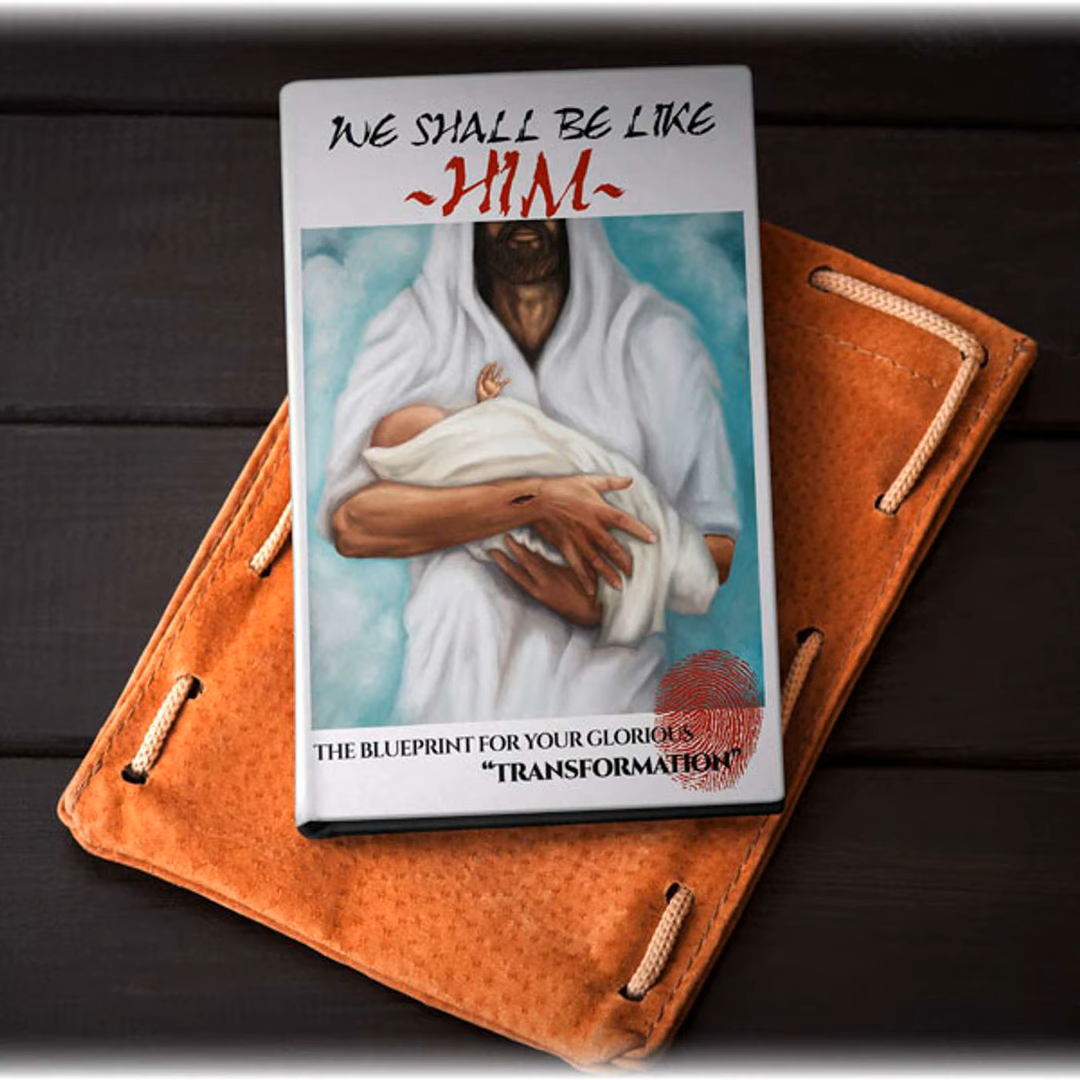 WE SHALL BE LIKE
~HIM~
THE BLUEPRINT FOR YOUR GLORIOUS
“TRANSFORMATION”